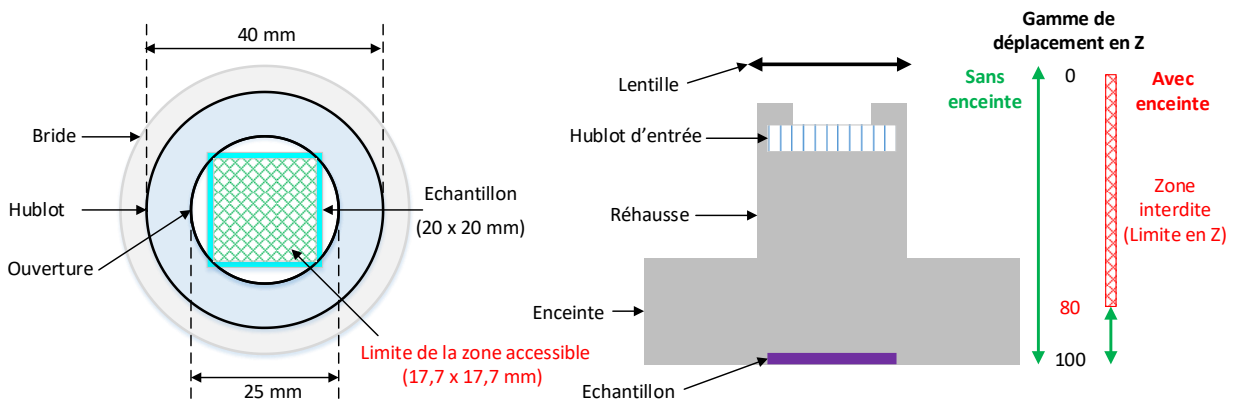 40 mm
Bride
Hublot
Ouverture
Echantillon
(20 x 20 mm)
Limite de la zone accessible
(17,7 x 17,7 mm)
25 mm
Lentille
Hublot d'entrée
Réhausse
Enceinte
Echantillon
Gamme de
déplacement en Z
Sans
enceinte
0
Avec
enceinte
Zone
interdite
(Limite en Z)
80
100